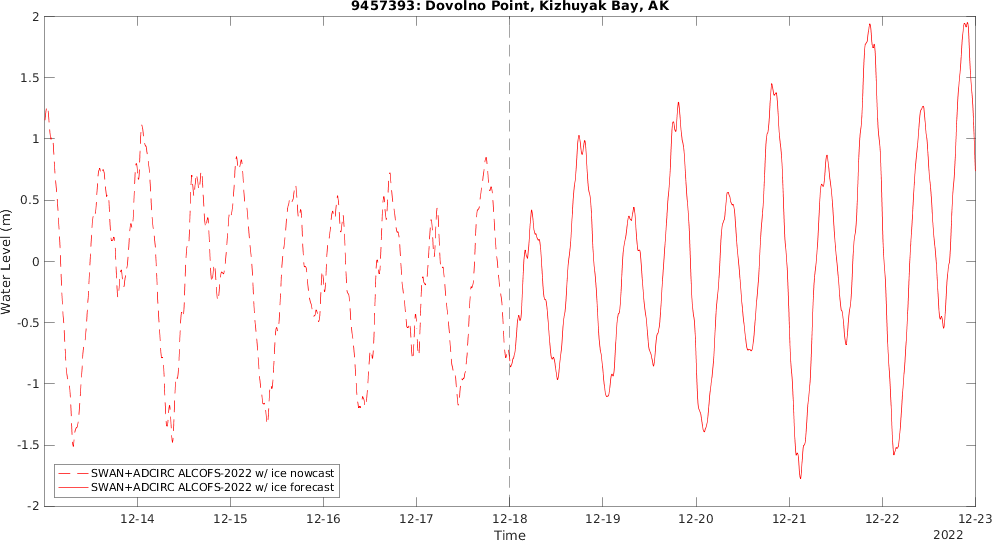 9457393: Dovolno Point, Kizhuyak Bay, AK
2
1.5
1
0.5
0
-0.5
-1
-1.5
-2
Water Level (m)
SWAN+ADCIRC ALCOFS-2022 w/ ice nowcast
SWAN+ADCIRC ALCOFS-2022 w/ ice forecast
12-14 12-15 12-16 12-17 12-18 12-19 12-20 12-21 12-22 12-23
Time
2022